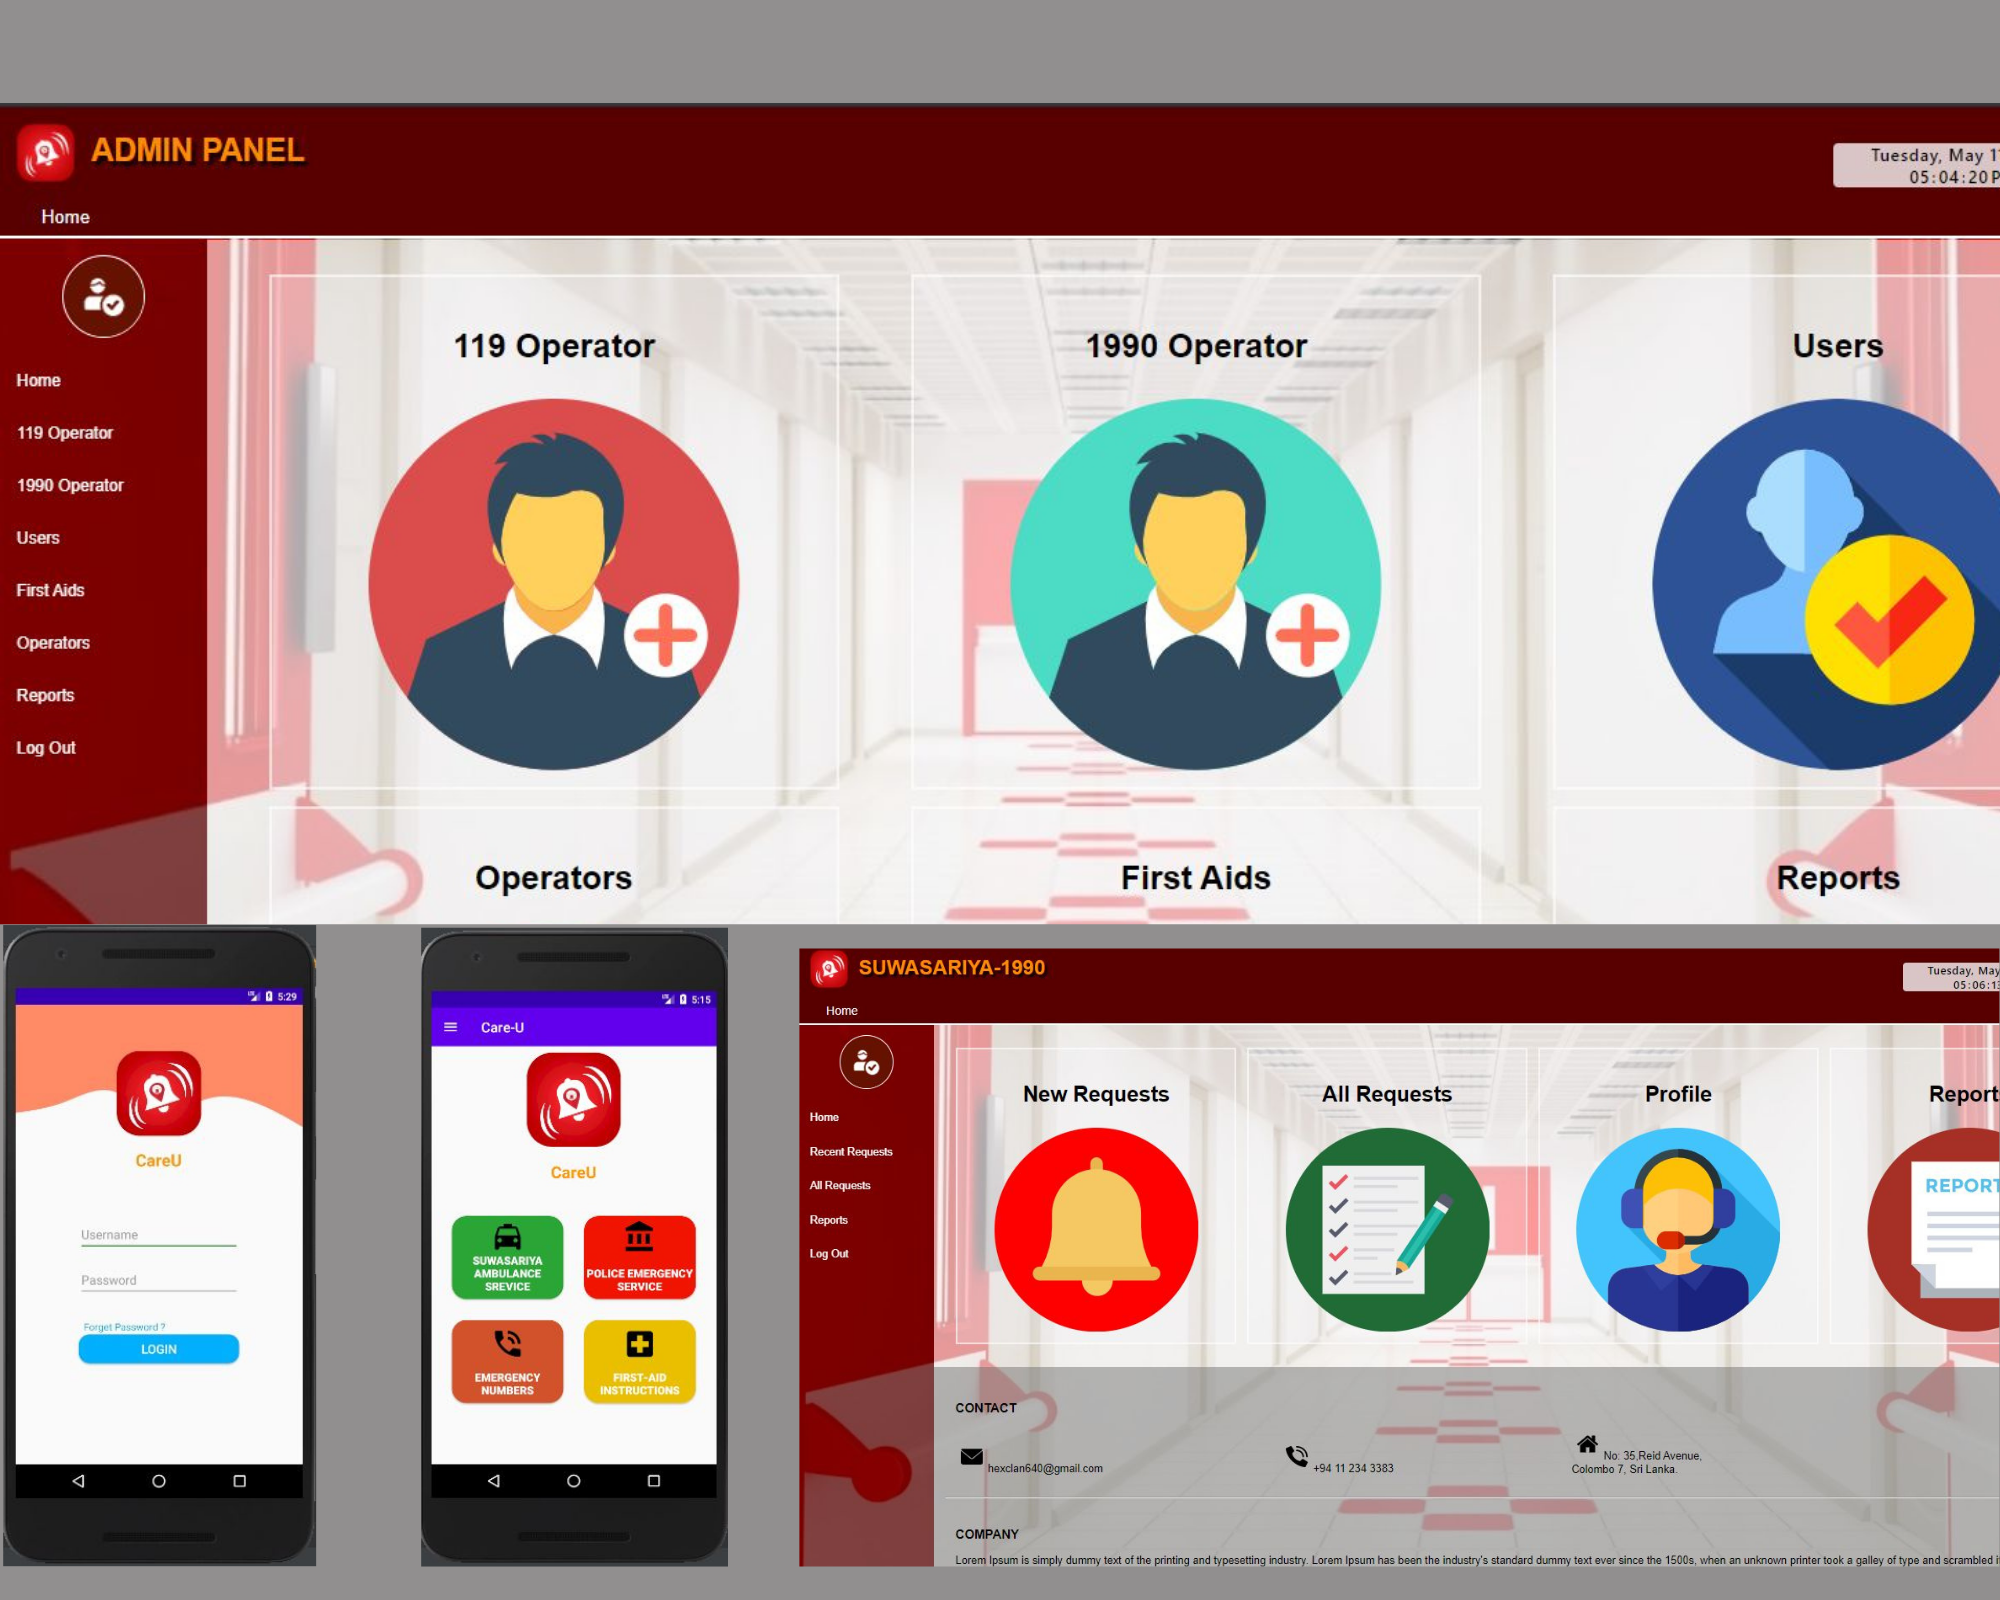 ADMIN PANEL
Tuesday, May 1
05:04:20 P
Home
Home
119 Operator
1990 Operator
Users
First Aids
Operators
Reports
Log Out
119 Operator
1990 Operator
Users
Operators
First Aids
Reports
5:29
CareU
Username
Password
Forget Password ?
LOGIN
5:15
Care-U
CareU
SUWASARIYA
AMBULANCE
SREVICE
POLICE EMERGENCY
SERVICE
EMERGENCY
NUMBERS
FIRST-AID
INSTRUCTIONS
SUWASARIYA-1990
Tuesday, May
05:06:13
Home
Home
Recent Requests
All Requests
Reports
Log Out
New Requests
All Requests
Profile
Report
REPORT
CONTACT
hexclan640@gmail.com
+94 11 234 3383
No: 35,Reid Avenue,
Colombo 7, Sri Lanka.
COMPANY
Lorem Ipsum is simply dummy text of the printing and typesetting industry. Lorem Ipsum has been the industry's standard dummy text ever since the 1500s, when an unknown printer took a galley of type and scrambled i